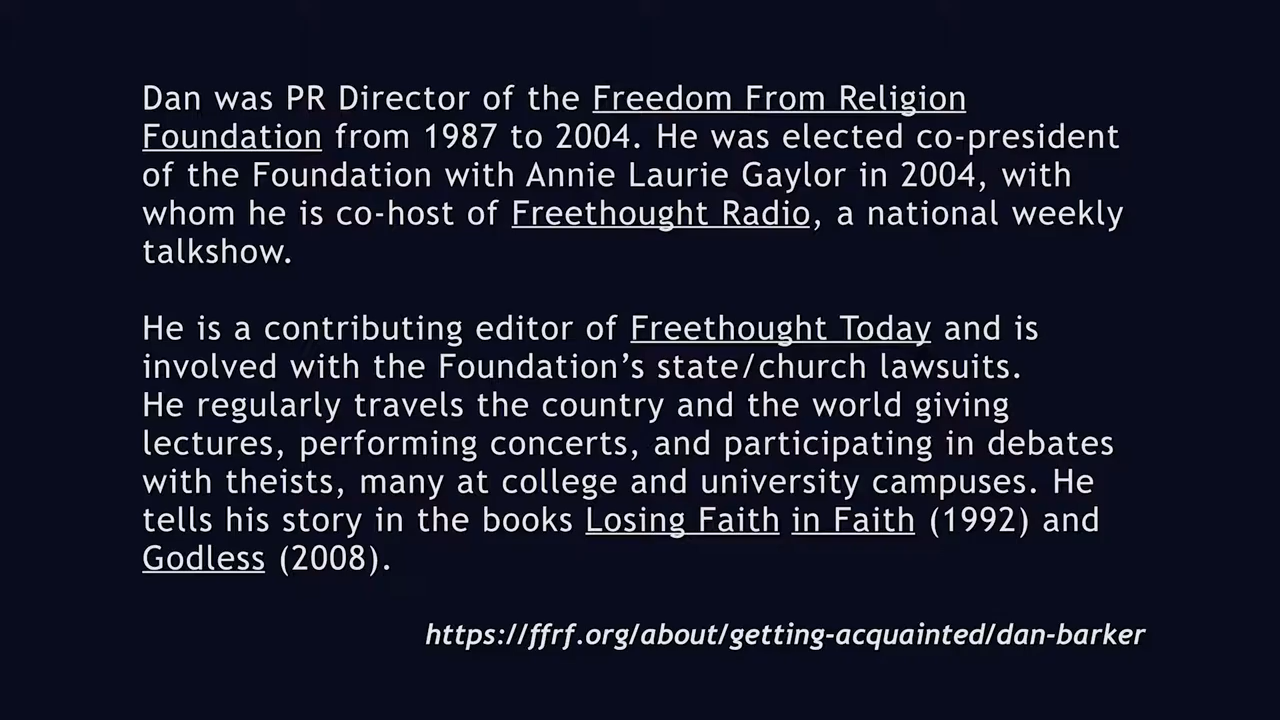 Dan was PR Director of the Freedom From Religion
Foundation from 1987 to 2004. He was elected co-president
of the Foundation with Annie Laurie Gaylor in 2004, with
whom he is co-host of Freethought Radio, a national weekly
talkshow.
He is a contributing editor of Freethought Today and is
involved with the Foundation’s state/church lawsuits.
He regularly travels the country and the world giving
lectures, performing concerts, and participating in debates
with theists, many at college and university campuses. He
tells his story in the books Losing Faith in Faith (1992) and
Godless (2008).
https://ffrf.org/about/getting-acquainted/dan-barker